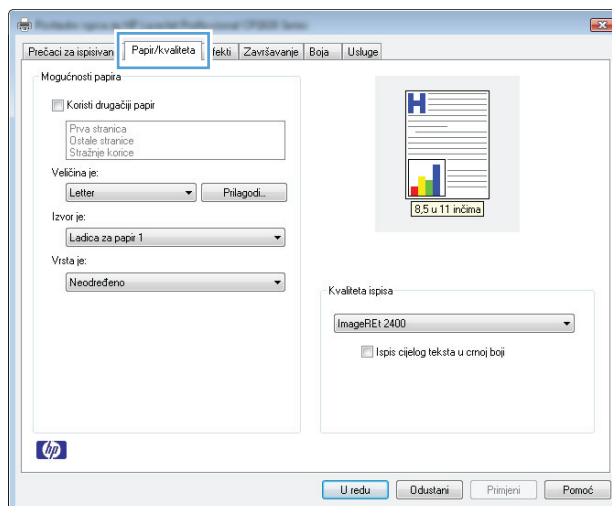 Prečaci za ispisivan Papir/kvaliteta fekti Završavanje Boja Usluge
Mogućnosti papira
Koristi drugačiji papir
Prva stranica
Ostale stranice
Stražnje korice
Veličina je:
Letter Prilagodi...
Izvor je:
Ladica za papir 1
Vrsta je:
Neodređeno
H
8,5 u 11 inčima
Kvaliteta ispisa
ImageREt 2400
Ispis cijelog teksta u crnoj boji
hp
U redu Odustani Primijeni Pomoć